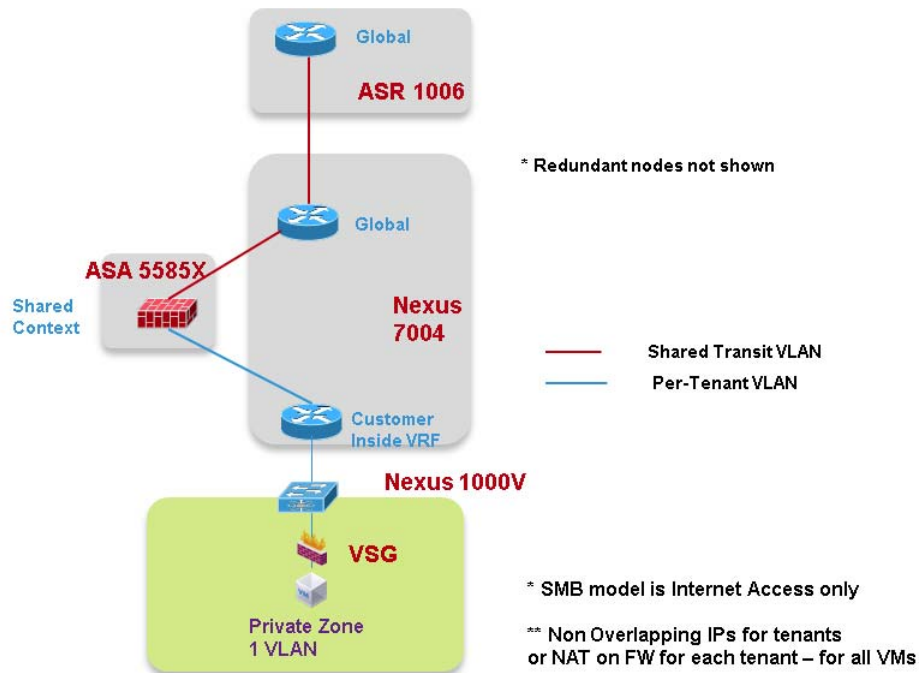 Global
ASR 1006
* Redundant nodes not shown
Global
ASA 5585X
Shared
Context
Nexus
7004
Shared Transit VLAN
Per-Tenant VLAN
Customer
Inside VRF
Nexus 1000V
VSG
VM
Private Zone
1 VLAN
* SMB model is Internet Access only
** Non Overlapping IPs for tenants
or NAT on FW for each tenant – for all VMs